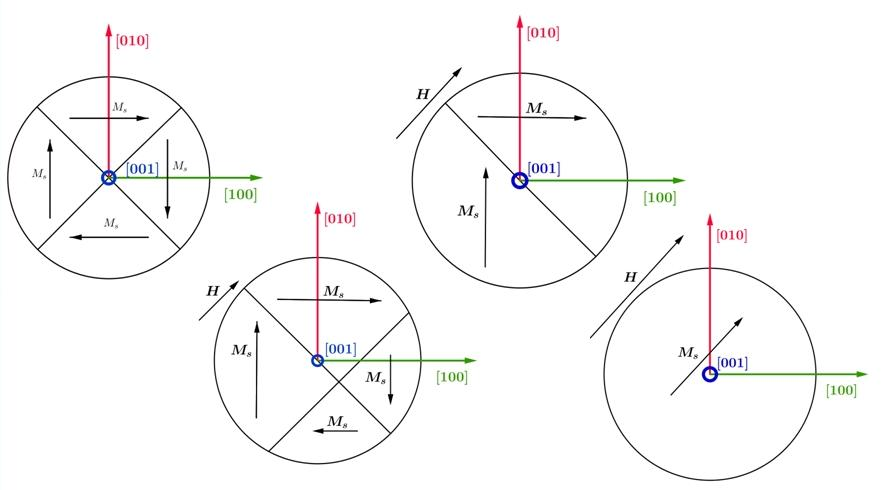 [010]
M_s
M_s
[001]
M_s
[100]
M_s
[010]
H
M_s
[001]
[100]
M_s
[010]
H
M_s
M_s
[001]
M_s
[100]
M_s
[010]
H
M_s
[001]
[100]